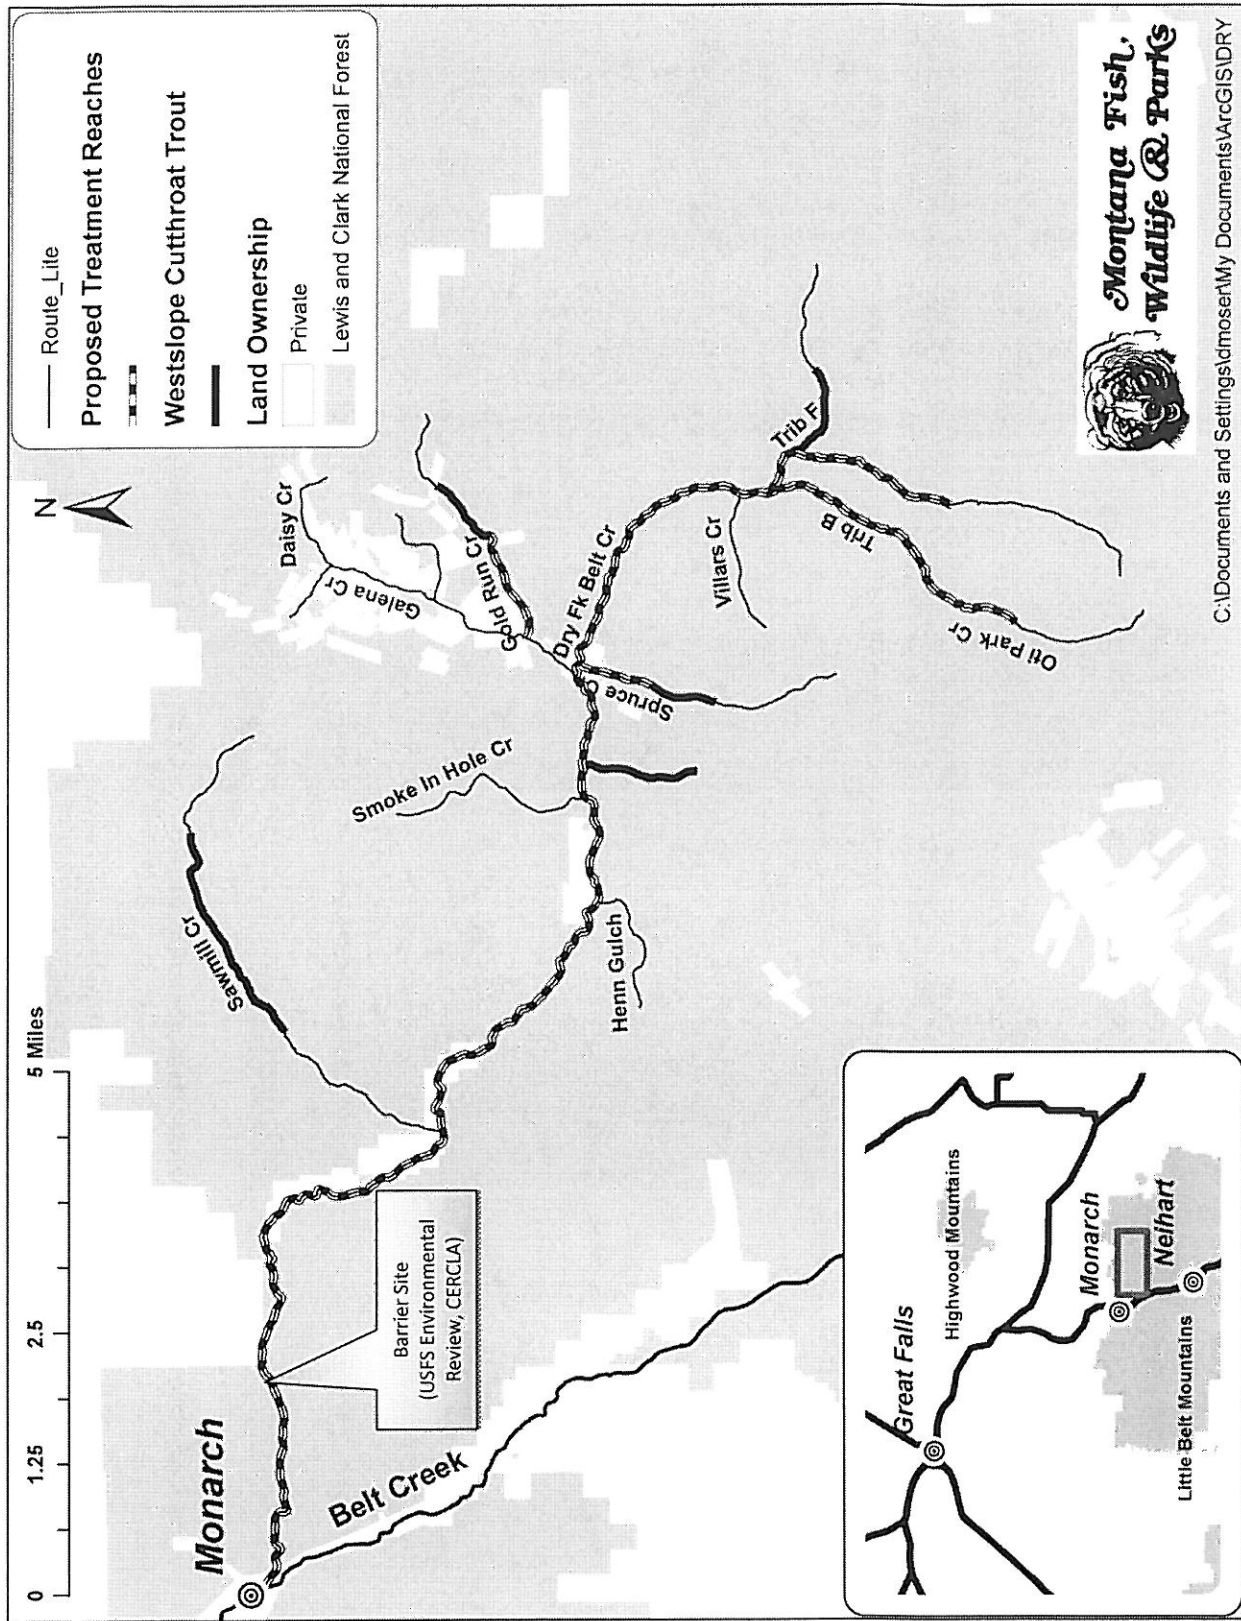 0
1.25
2.5
5 Miles
N
Route_Lite
Proposed Treatment Reaches
Westslope Cutthroat Trout
Land Ownership
Private
Lewis and Clark National Forest
Monarch
Belt Creek
Barrier Site
(USFS Environmental
Review, CERCLA)
Sawmill Cr
Smoke In Hole Cr
Henn Gulch
Daisy Cr
Galena Cr
Gold Run Cr
Dry Fk Belt Cr
Spruce C
Villars Cr
Trib F
Trib B
Oti Park Cr
Great Falls
Highwood Mountains
Monarch
Neihart
Little Belt Mountains
Montana Fish,
Wildlife & Parks
C:\Documents and Settings\dmoser\My Documents\ArcGIS\DRY